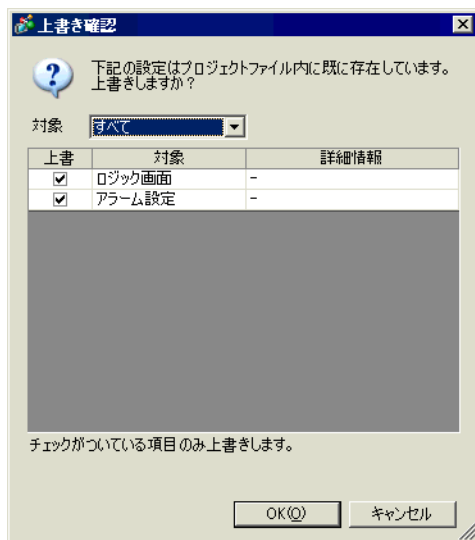 上書き確認
下記の設定はプロジェクトファイル内に既に存在しています。
上書きしますか？
対象 すべて
上書 対象 詳細情報
ロジック画面 -
アラーム設定 -
チェックがついている項目のみ上書きします。
OK(O) キャンセル